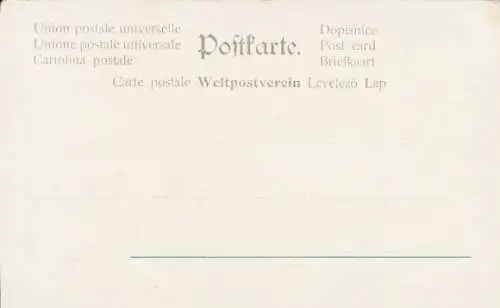 Union postale universelle
Unione postale universale
Cartolina postale
Postkarte.
Dopisnice
Post card
Briefkaart
Carte postale Weltpostverein Levelező Lap